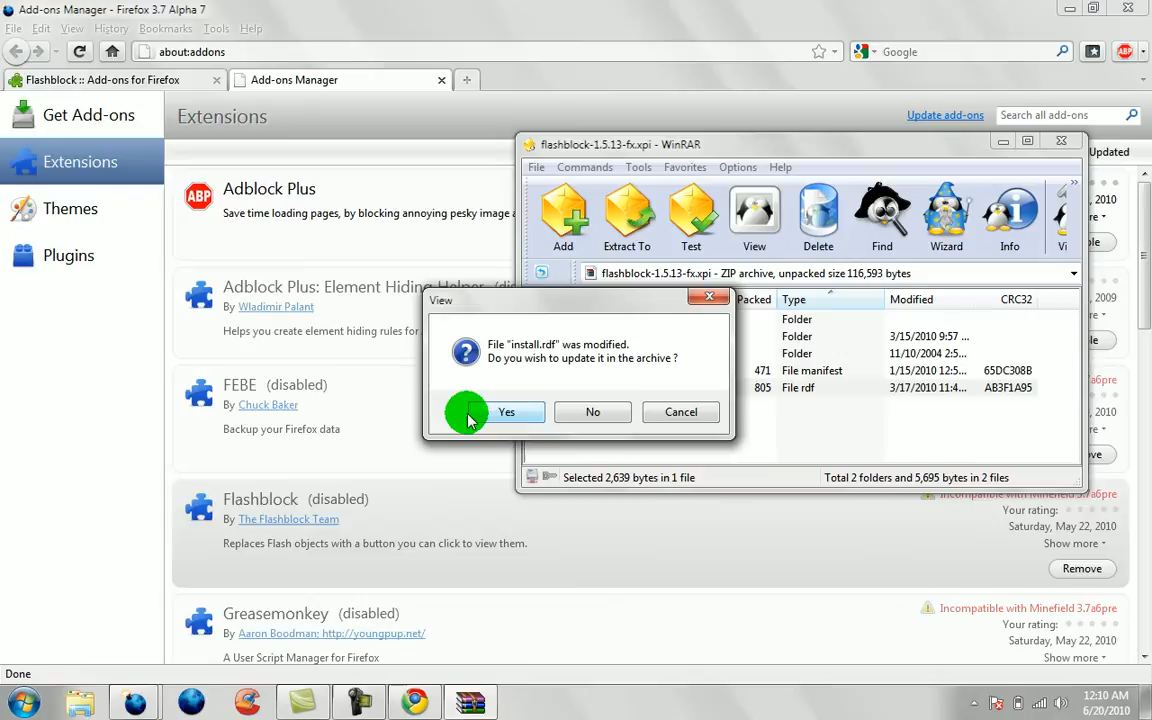 Add-ons Manager - Firefox 3.7 Alpha 7
File Edit View History Bookmarks Tools Help
about:addons
Google
ABP
Flashblock :: Add-ons for Firefox
Add-ons Manager
Get Add-ons
Extensions
Themes
Plugins
Extensions
Update add-ons
Search all add-ons
Updated
ABP
Adblock Plus
Save time loading pages, by blocking annoying pesky image a
2010
Adblock Plus: Element Hiding Helper
By Wladimir Palant
Helps you create element hiding rules for
2009
FEBE (disabled)
By Chuck Baker
Backup your Firefox data
Flashblock (disabled)
By The Flashblock Team
Replaces Flash objects with a button you can click to view them.
Incompatible with Minefield 3.7a6pre
Your rating:
Saturday, May 22, 2010
Show more
Remove
Greasemonkey (disabled)
By Aaron Boodman; http://youngpup.net/
A User Script Manager for Firefox
Incompatible with Minefield 3.7a6pre
Your rating:
Saturday, May 22, 2010
Show more
flashblock-1.5.13-fx.xpi - WinRAR
File Commands Tools Favorites Options Help
Add Extract To Test View Delete Find Wizard Info Vi
flashblock-1.5.13-fx.xpi - ZIP archive, unpacked size 116,593 bytes
Packed Type Modified CRC32
Folder
Folder 3/15/2010 9:57 ...
Folder 11/10/2004 2:5...
471 File manifest 1/15/2010 12:5... 65DC308B
805 File rdf 3/17/2010 11:4... AB3F1A95
Selected 2,639 bytes in 1 file
Total 2 folders and 5,695 bytes in 2 files
View
File "install.rdf" was modified.
Do you wish to update it in the archive ?
Yes No Cancel
Done
12:10 AM
6/20/2010